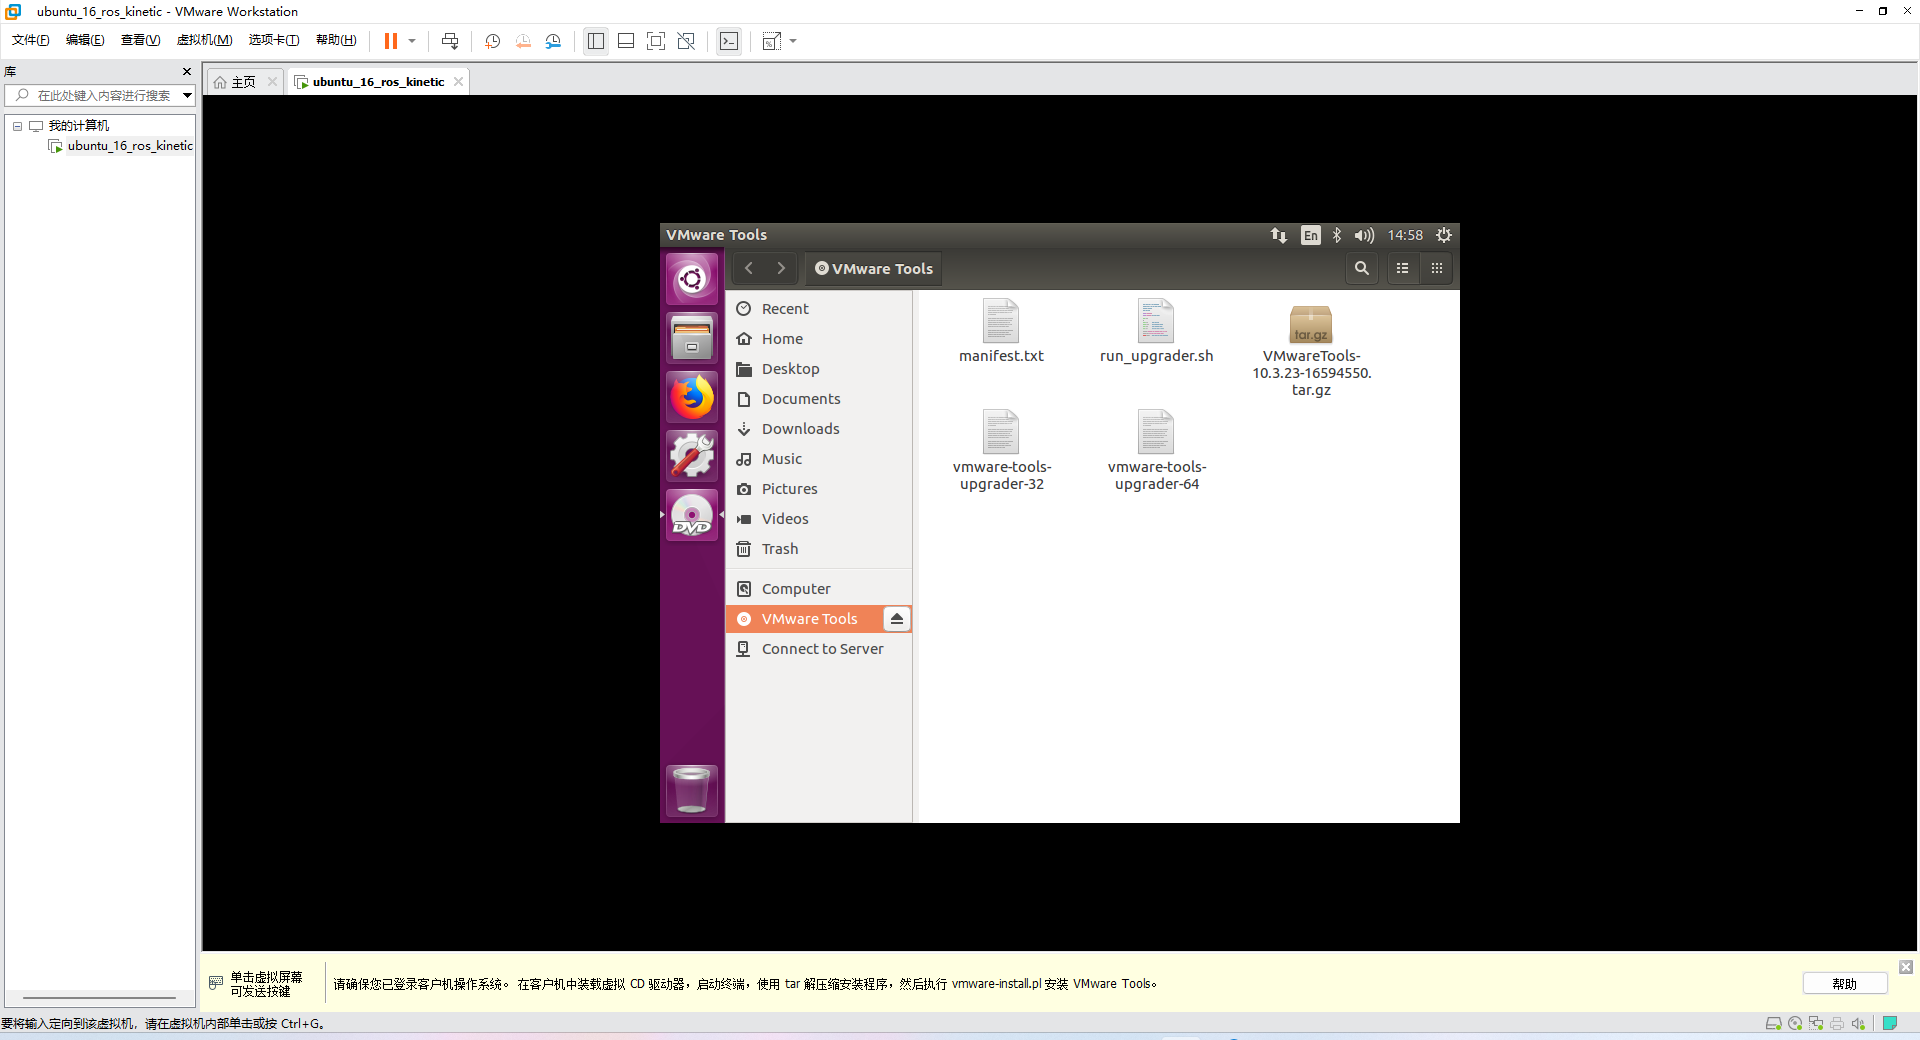 ubuntu_16_ros_kinetic - VMware Workstation
文件(F) 编辑(E) 查看(V) 虚拟机(M) 选项卡(T) 帮助(H)
库
在此处键入内容进行搜索
我的计算机
ubuntu_16_ros_kinetic
主页
ubuntu_16_ros_kinetic
VMware Tools
En
14:58
VMware Tools
Recent
Home
Desktop
Documents
Downloads
Music
Pictures
Videos
Trash
Computer
VMware Tools
Connect to Server
DVD
manifest.txt
run_upgrader.sh
tar.gz
VMwareTools-
10.3.23-16594550.
tar.gz
vmware-tools-
upgrader-32
vmware-tools-
upgrader-64
单击虚拟屏幕
可发送按键
请确保您已登录客户机操作系统。在客户机中装载虚拟 CD 驱动器，启动终端，使用 tar 解压缩安装程序，然后执行 vmware-install.pl 安装 VMware Tools。
帮助
要将输入定向到该虚拟机，请在虚拟机内部单击或按 Ctrl+G。